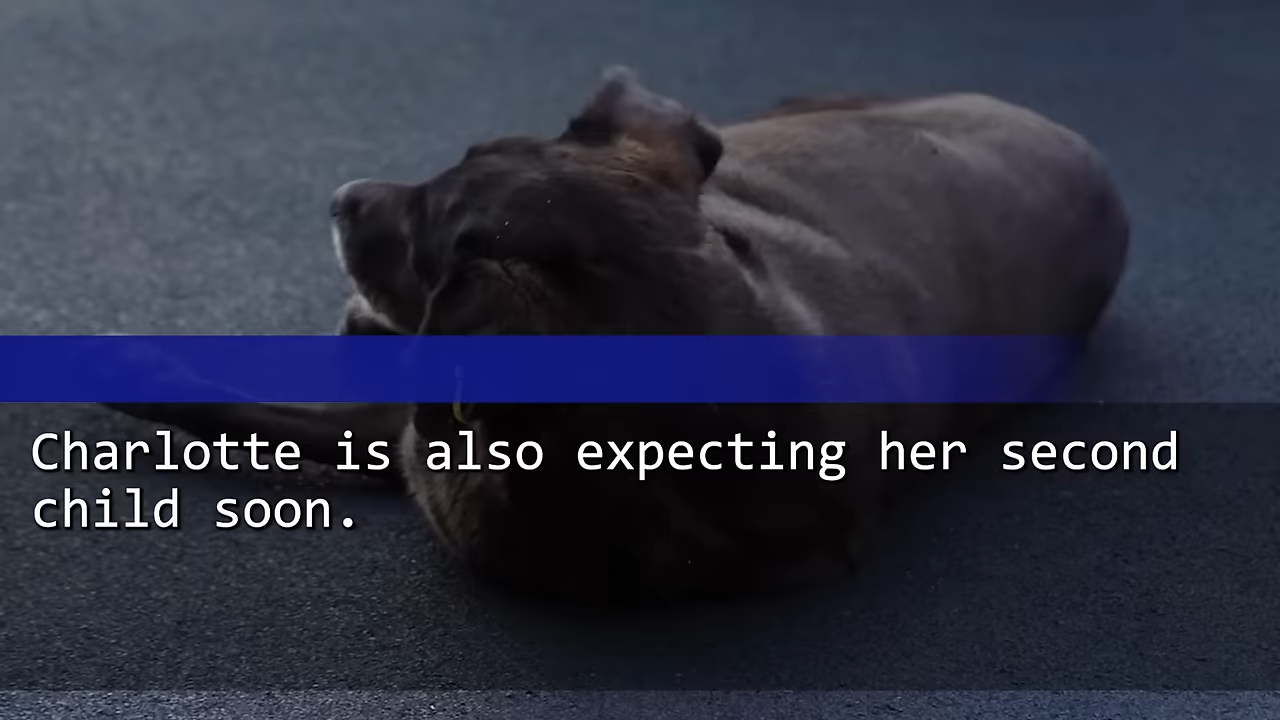 Charlotte is also expecting her second
child soon.